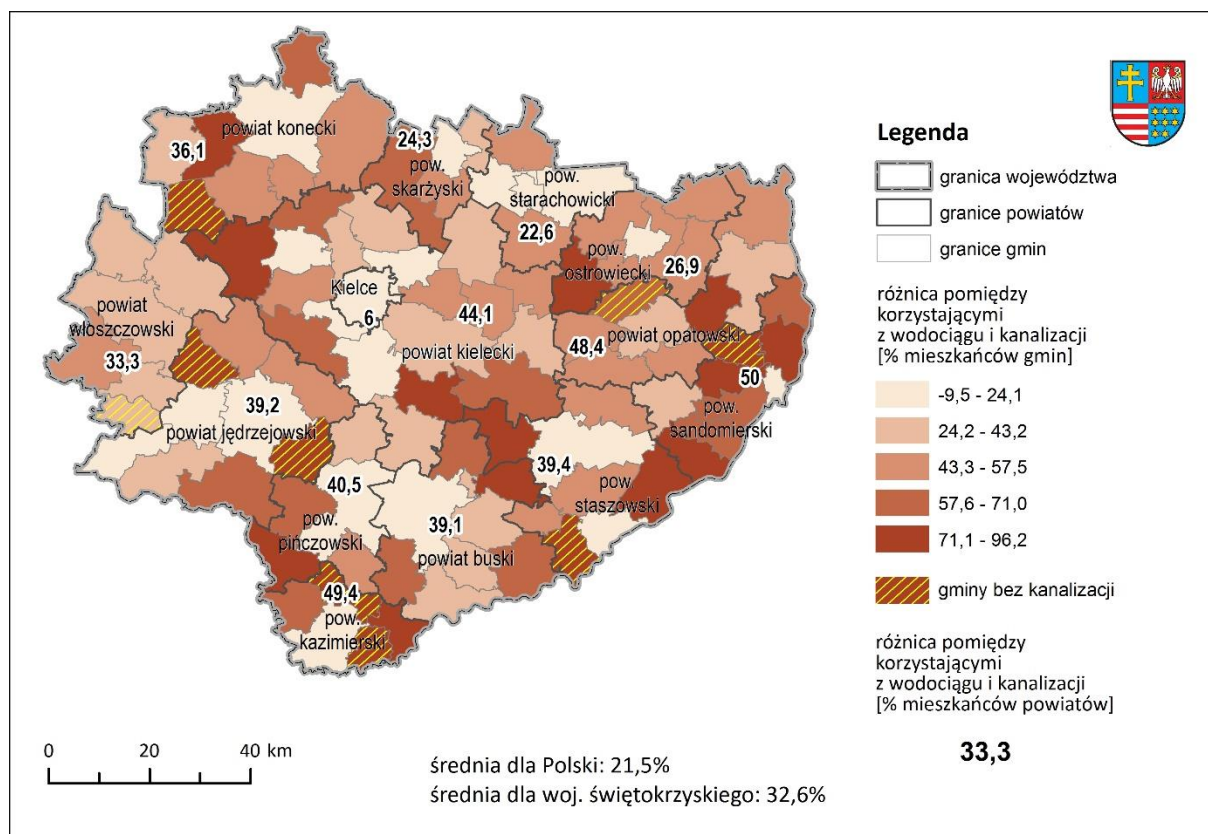 powiat konecki
36,1
24,3
pow.
skarżyski
pow.
starachowicki
22,6
pow.
ostrowiecki
26,9
Kielce
6
powiat
włoszczowski
33,3
44,1
powiat kielecki
48,4
powiat opatowski
50
pow.
sandomierski
39,2
powiat jędrzejowski
40,5
pow.
pińczowski
39,4
pow.
staszowski
39,1
powiat buski
49,4
pow.
kazimierski
Legenda
granica województwa
granice powiatów
granice gmin
różnica pomiędzy
korzystającymi
z wodociągu i kanalizacji
[% mieszkańców gmin]
-9,5 - 24,1
24,2 - 43,2
43,3 - 57,5
57,6 - 71,0
71,1 - 96,2
gminy bez kanalizacji
różnica pomiędzy
korzystającymi
z wodociągu i kanalizacji
[% mieszkańców powiatów]
33,3
0 20 40 km
średnia dla Polski: 21,5%
średnia dla woj. świętokrzyskiego: 32,6%